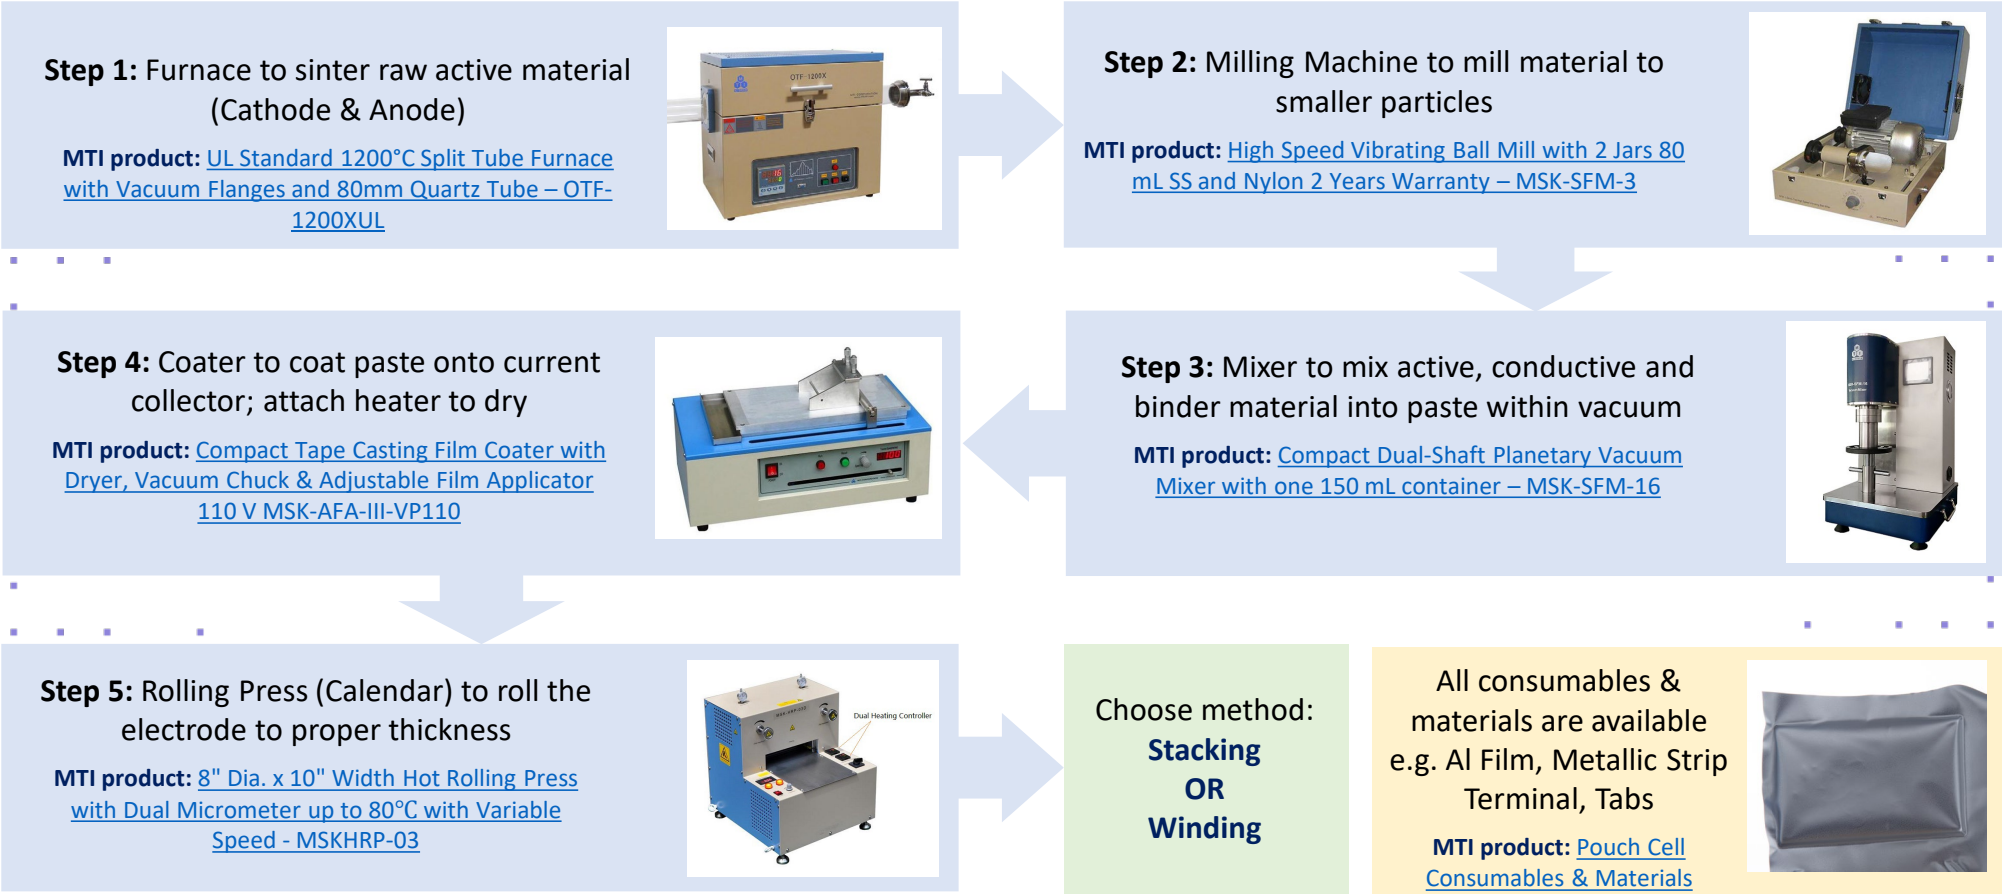 Step 1: Furnace to sinter raw active material
(Cathode & Anode)
MTI product: UL Standard 1200°C Split Tube Furnace
with Vacuum Flanges and 80mm Quartz Tube – OTF-
1200XUL
OTF-1200X
Step 2: Milling Machine to mill material to
smaller particles
MTI product: High Speed Vibrating Ball Mill with 2 Jars 80
mL SS and Nylon 2 Years Warranty – MSK-SFM-3
Step 3: Mixer to mix active, conductive and
binder material into paste within vacuum
MTI product: Compact Dual-Shaft Planetary Vacuum
Mixer with one 150 mL container – MSK-SFM-16
Step 4: Coater to coat paste onto current
collector; attach heater to dry
MTI product: Compact Tape Casting Film Coater with
Dryer, Vacuum Chuck & Adjustable Film Applicator
110 V MSK-AFA-III-VP110
Step 5: Rolling Press (Calendar) to roll the
electrode to proper thickness
MTI product: 8" Dia. x 10" Width Hot Rolling Press
with Dual Micrometer up to 80℃ with Variable
Speed - MSKHRP-03
Dual Heating Controller
Choose method:
Stacking
OR
Winding
All consumables &
materials are available
e.g. Al Film, Metallic Strip
Terminal, Tabs
MTI product: Pouch Cell
Consumables & Materials